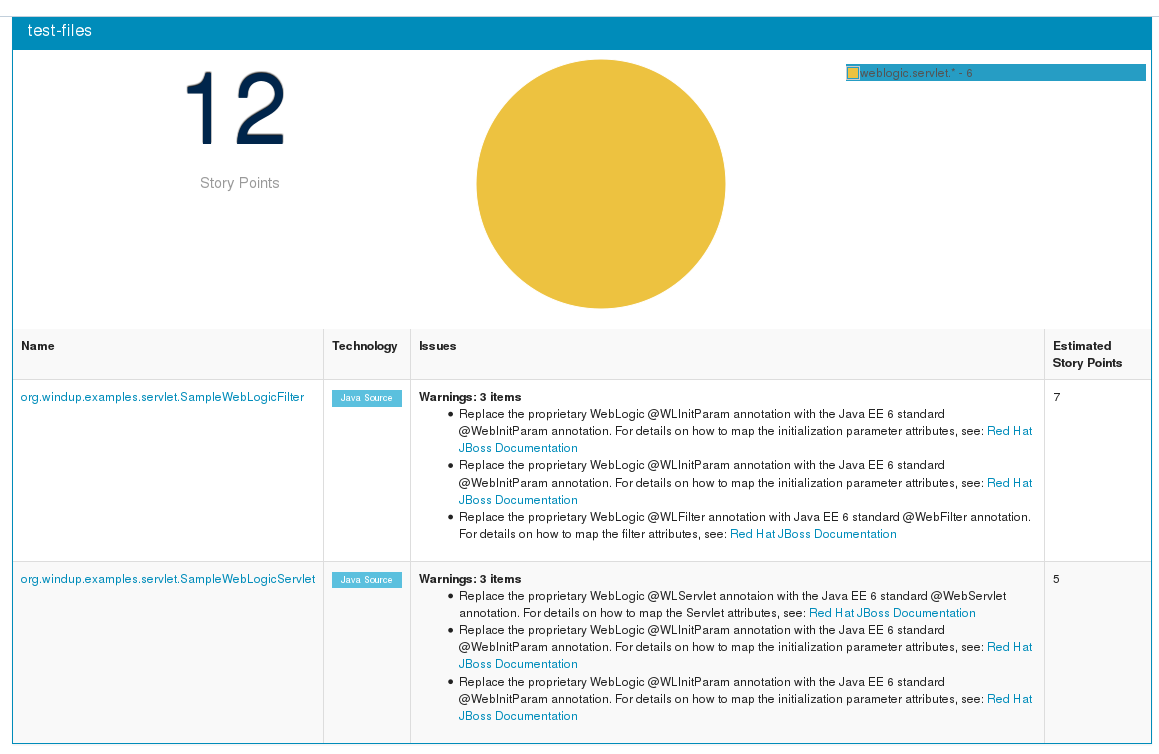 test-files
12
Story Points
weblogic.servlet.* - 6
Name Technology Issues Estimated
Story Points
org.windup.examples.servlet.SampleWebLogicFilter Java Source Warnings: 3 items 7
• Replace the proprietary WebLogic @WLInitParam annotation with the Java EE 6 standard
@WebInitParam annotation. For details on how to map the initialization parameter attributes, see: Red Hat
JBoss Documentation
• Replace the proprietary WebLogic @WLInitParam annotation with the Java EE 6 standard
@WebInitParam annotation. For details on how to map the initialization parameter attributes, see: Red Hat
JBoss Documentation
• Replace the proprietary WebLogic @WLFilter annotation with Java EE 6 standard @WebFilter annotation.
For details on how to map the filter attributes, see: Red Hat JBoss Documentation
org.windup.examples.servlet.SampleWebLogicServlet Java Source Warnings: 3 items 5
• Replace the proprietary WebLogic @WLServlet annotaion with the Java EE 6 standard @WebServlet
annotation. For details on how to map the Servlet attributes, see: Red Hat JBoss Documentation
• Replace the proprietary WebLogic @WLInitParam annotation with the Java EE 6 standard
@WebInitParam annotation. For details on how to map the initialization parameter attributes, see: Red Hat
JBoss Documentation
• Replace the proprietary WebLogic @WLInitParam annotation with the Java EE 6 standard
@WebInitParam annotation. For details on how to map the initialization parameter attributes, see: Red Hat
JBoss Documentation